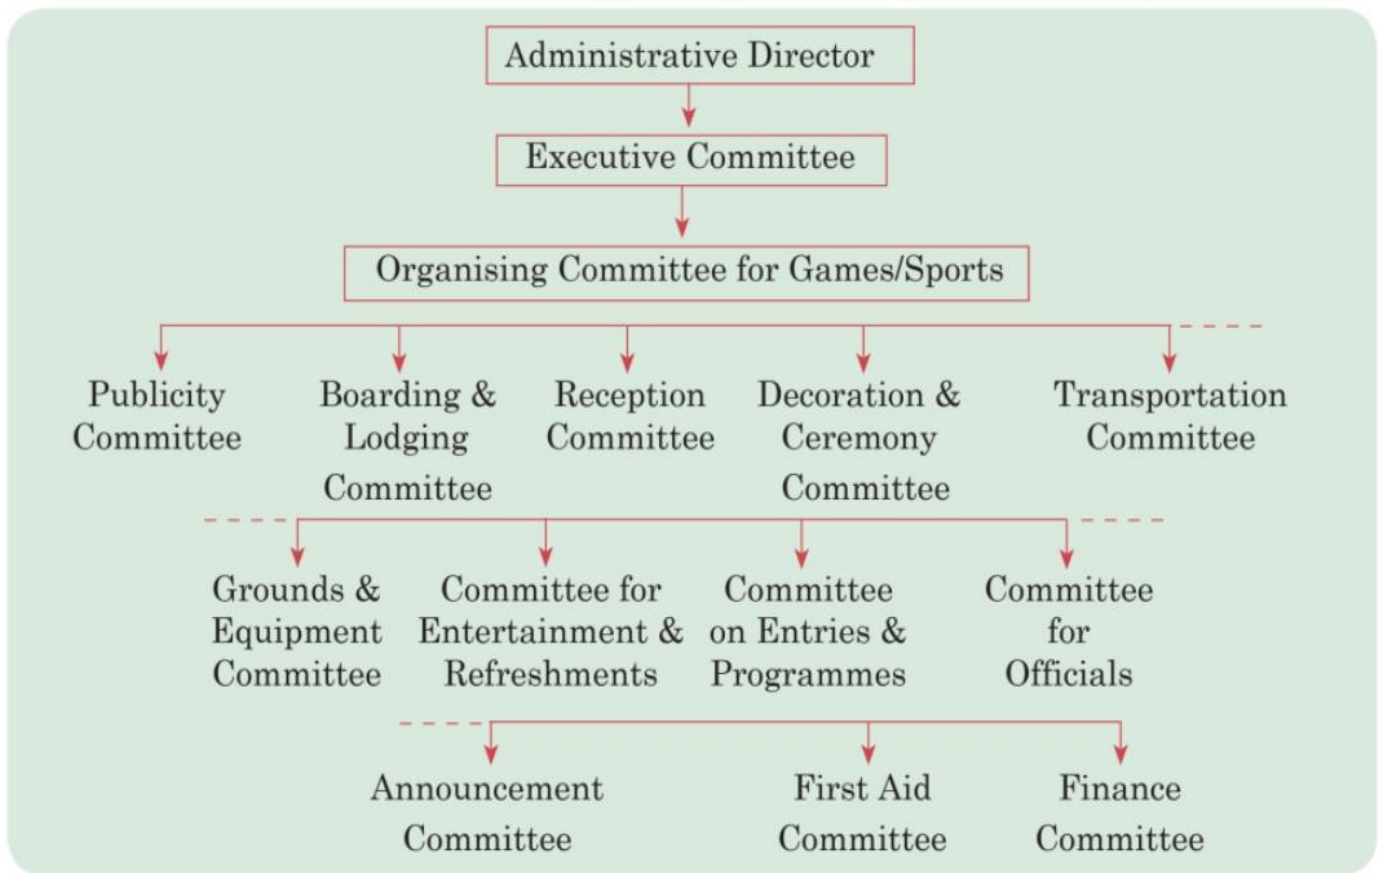 Administrative Director
Executive Committee
Organising Committee for Games/Sports
Publicity
Committee
Boarding &
Lodging
Committee
Reception
Committee
Decoration &
Ceremony
Committee
Transportation
Committee
Grounds &
Equipment
Committee
Committee for
Entertainment &
Refreshments
Committee
on Entries &
Programmes
Committee
for
Officials
Announcement
Committee
First Aid
Committee
Finance
Committee